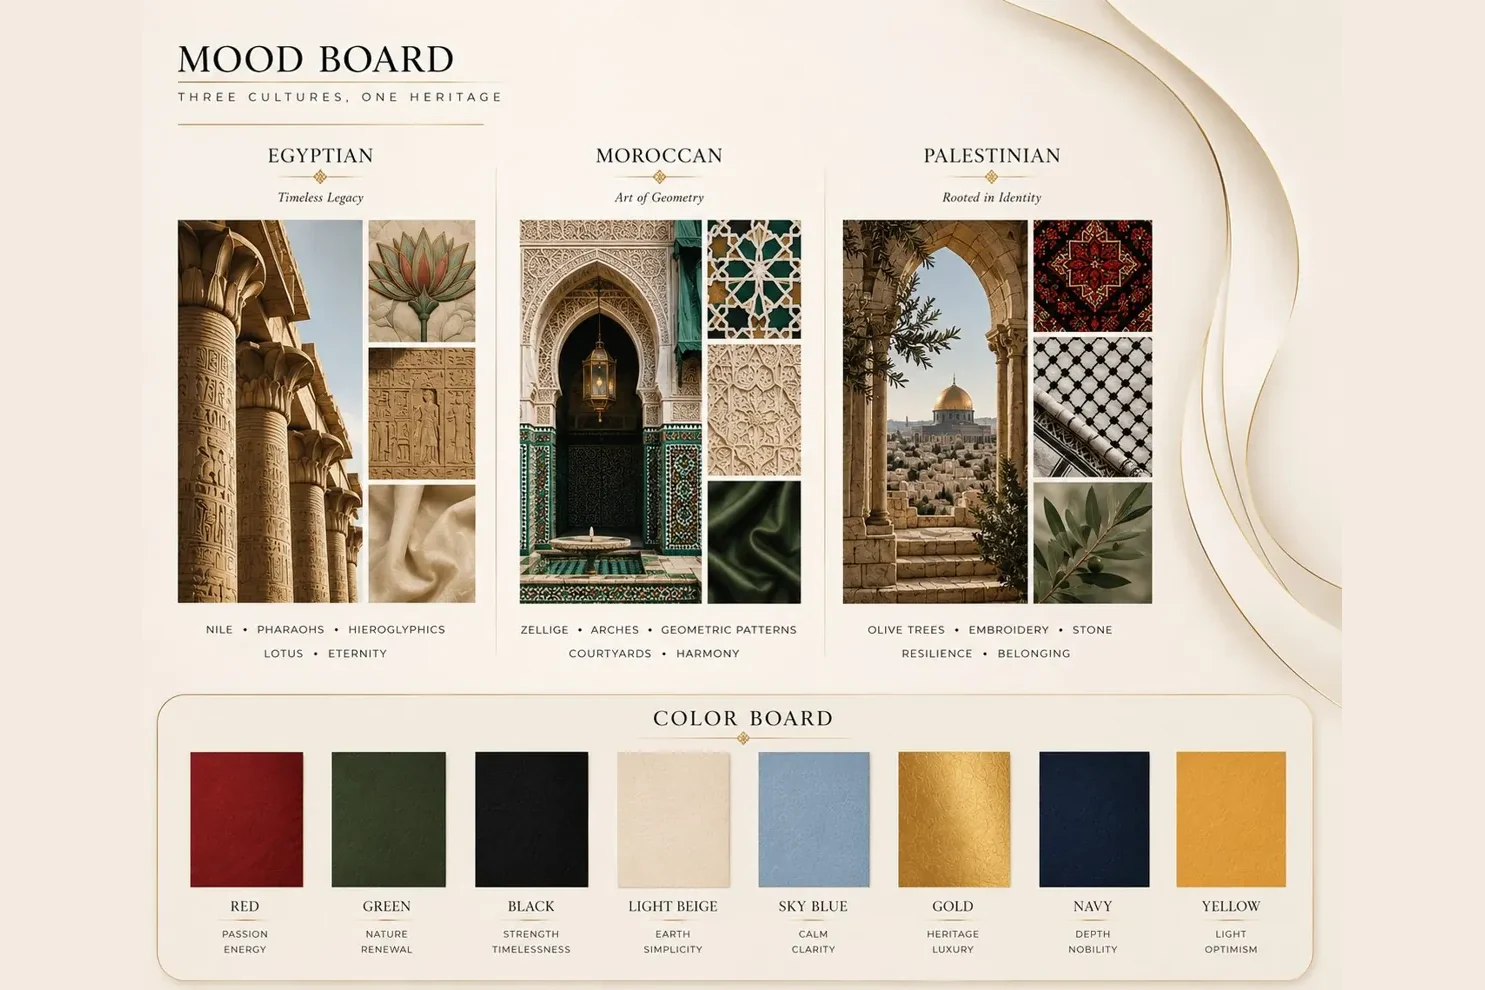 MOOD BOARD
THREE CULTURES, ONE HERITAGE
EGYPTIAN
Timeless Legacy
NILE • PHARAOHS • HIEROGLYPHICS
LOTUS • ETERNITY
MOROCCAN
Art of Geometry
ZELLIGE • ARCHES • GEOMETRIC PATTERNS
COURTYARDS • HARMONY
PALESTINIAN
Rooted in Identity
OLIVE TREES • EMBROIDERY • STONE
RESILIENCE • BELONGING
COLOR BOARD
RED
PASSION
ENERGY
GREEN
NATURE
RENEWAL
BLACK
STRENGTH
TIMELESSNESS
LIGHT BEIGE
EARTH
SIMPLICITY
SKY BLUE
CALM
CLARITY
GOLD
HERITAGE
LUXURY
NAVY
DEPTH
NOBILITY
YELLOW
LIGHT
OPTIMISM